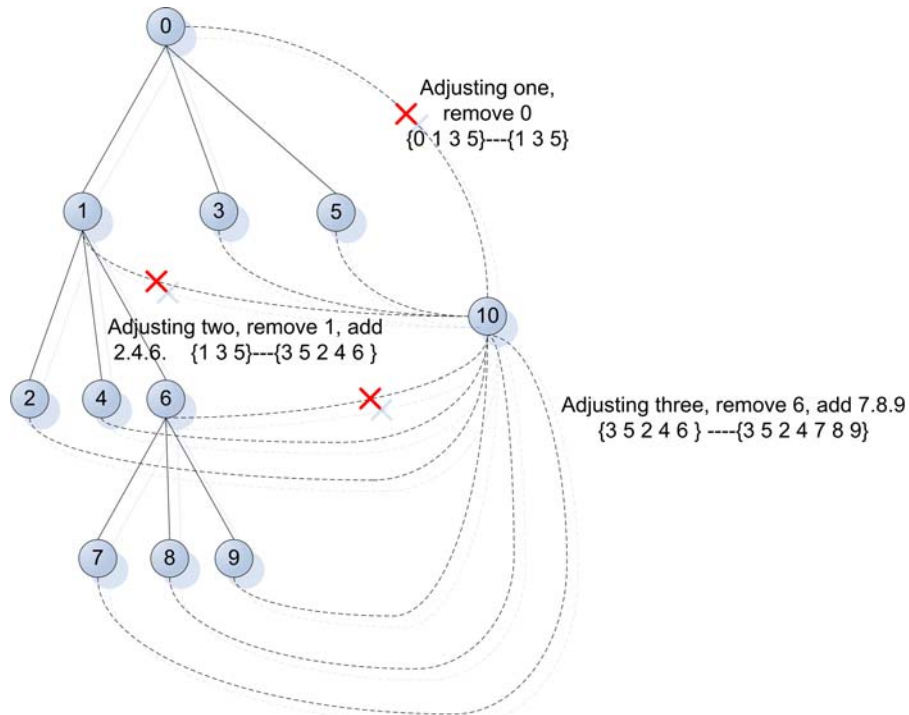 0
Adjusting one,
remove 0
{0 1 3 5}---{1 3 5}
1
3
5
10
Adjusting two, remove 1, add
2.4.6. {1 3 5}---{3 5 2 4 6 }
2
4
6
Adjusting three, remove 6, add 7.8.9
{3 5 2 4 6 } ----{3 5 2 4 7 8 9}
7
8
9